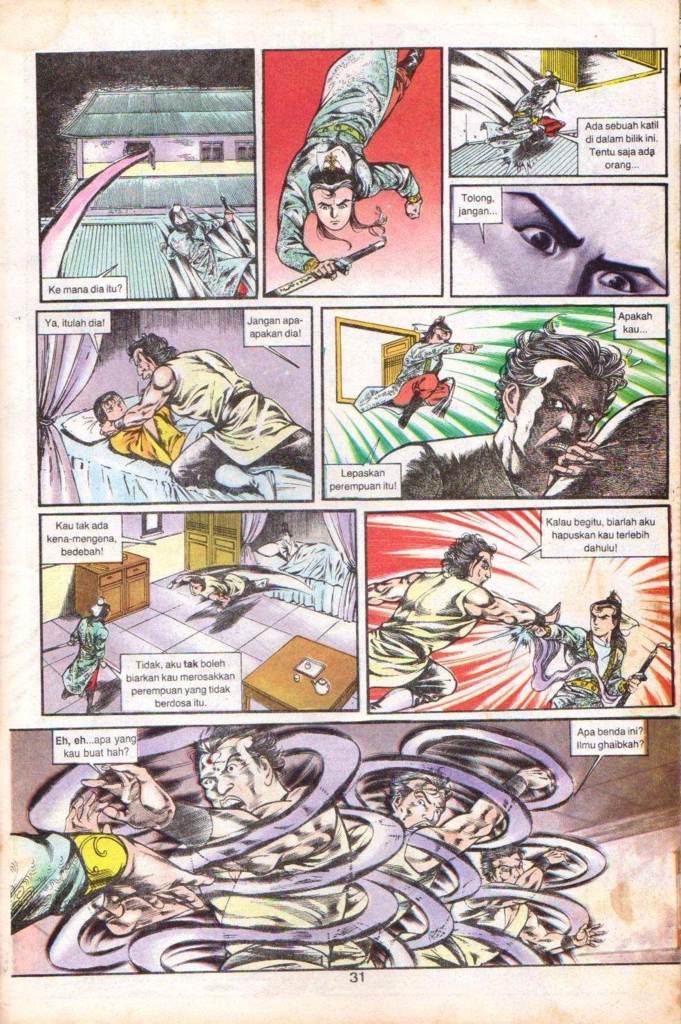 Ke mana dia itu?
Ada sebuah katil
di dalam bilik ini.
Tentu saja ada
orang...
Tolong,
jangan...
Ya, itulah dia!
Jangan apa-
apakan dia!
Apakah
kau...
Lepaskan
perempuan itu!
Kau tak ada
kena-mengena,
bedebah!
Tidak, aku tak boleh
biarkan kau merosakkan
perempuan yang tidak
berdosa itu.
Kalau begitu, biarlah aku
hapuskan kau terlebih
dahulu!
Eh, eh...apa yang
kau buat hah?
Apa benda ini?
Ilmu ghaibkah?
31